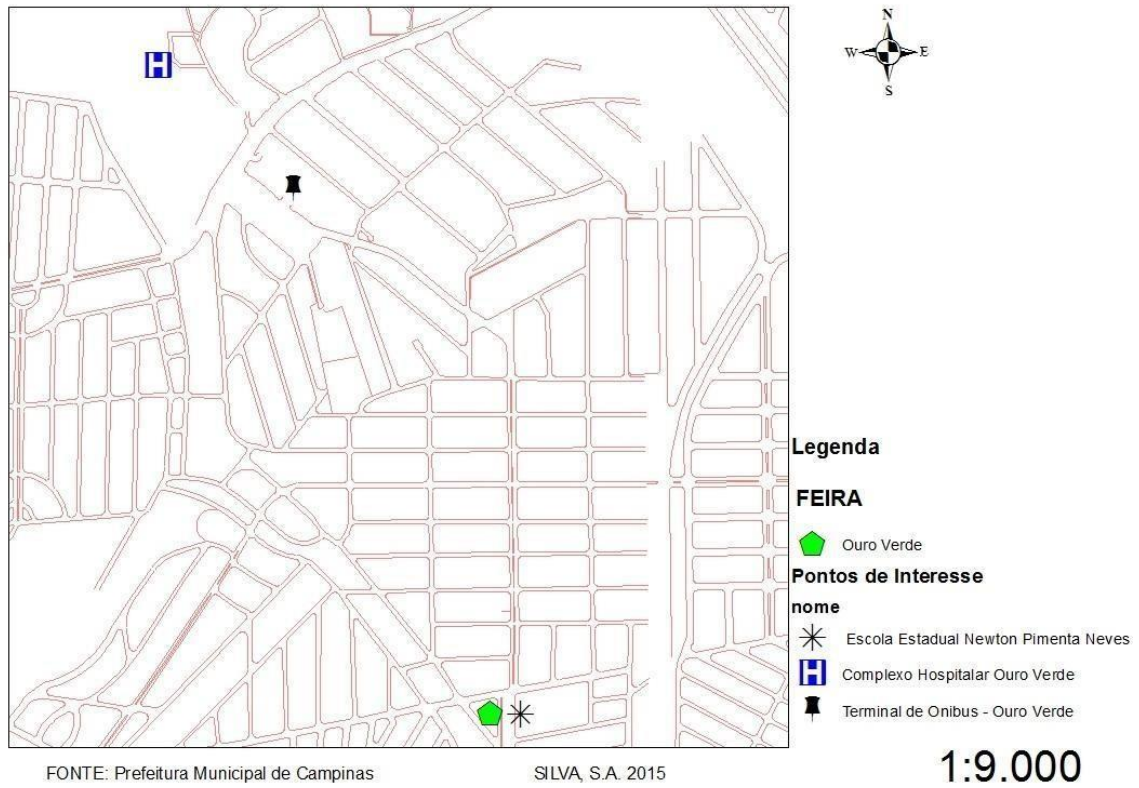 N
W E
S
H
Legenda
FEIRA
Ouro Verde
Pontos de Interesse
nome
Escola Estadual Newton Pimenta Neves
H Complexo Hospitalar Ouro Verde
Terminal de Onibus - Ouro Verde
FONTE: Prefeitura Municipal de Campinas
SILVA, S.A. 2015
1:9.000